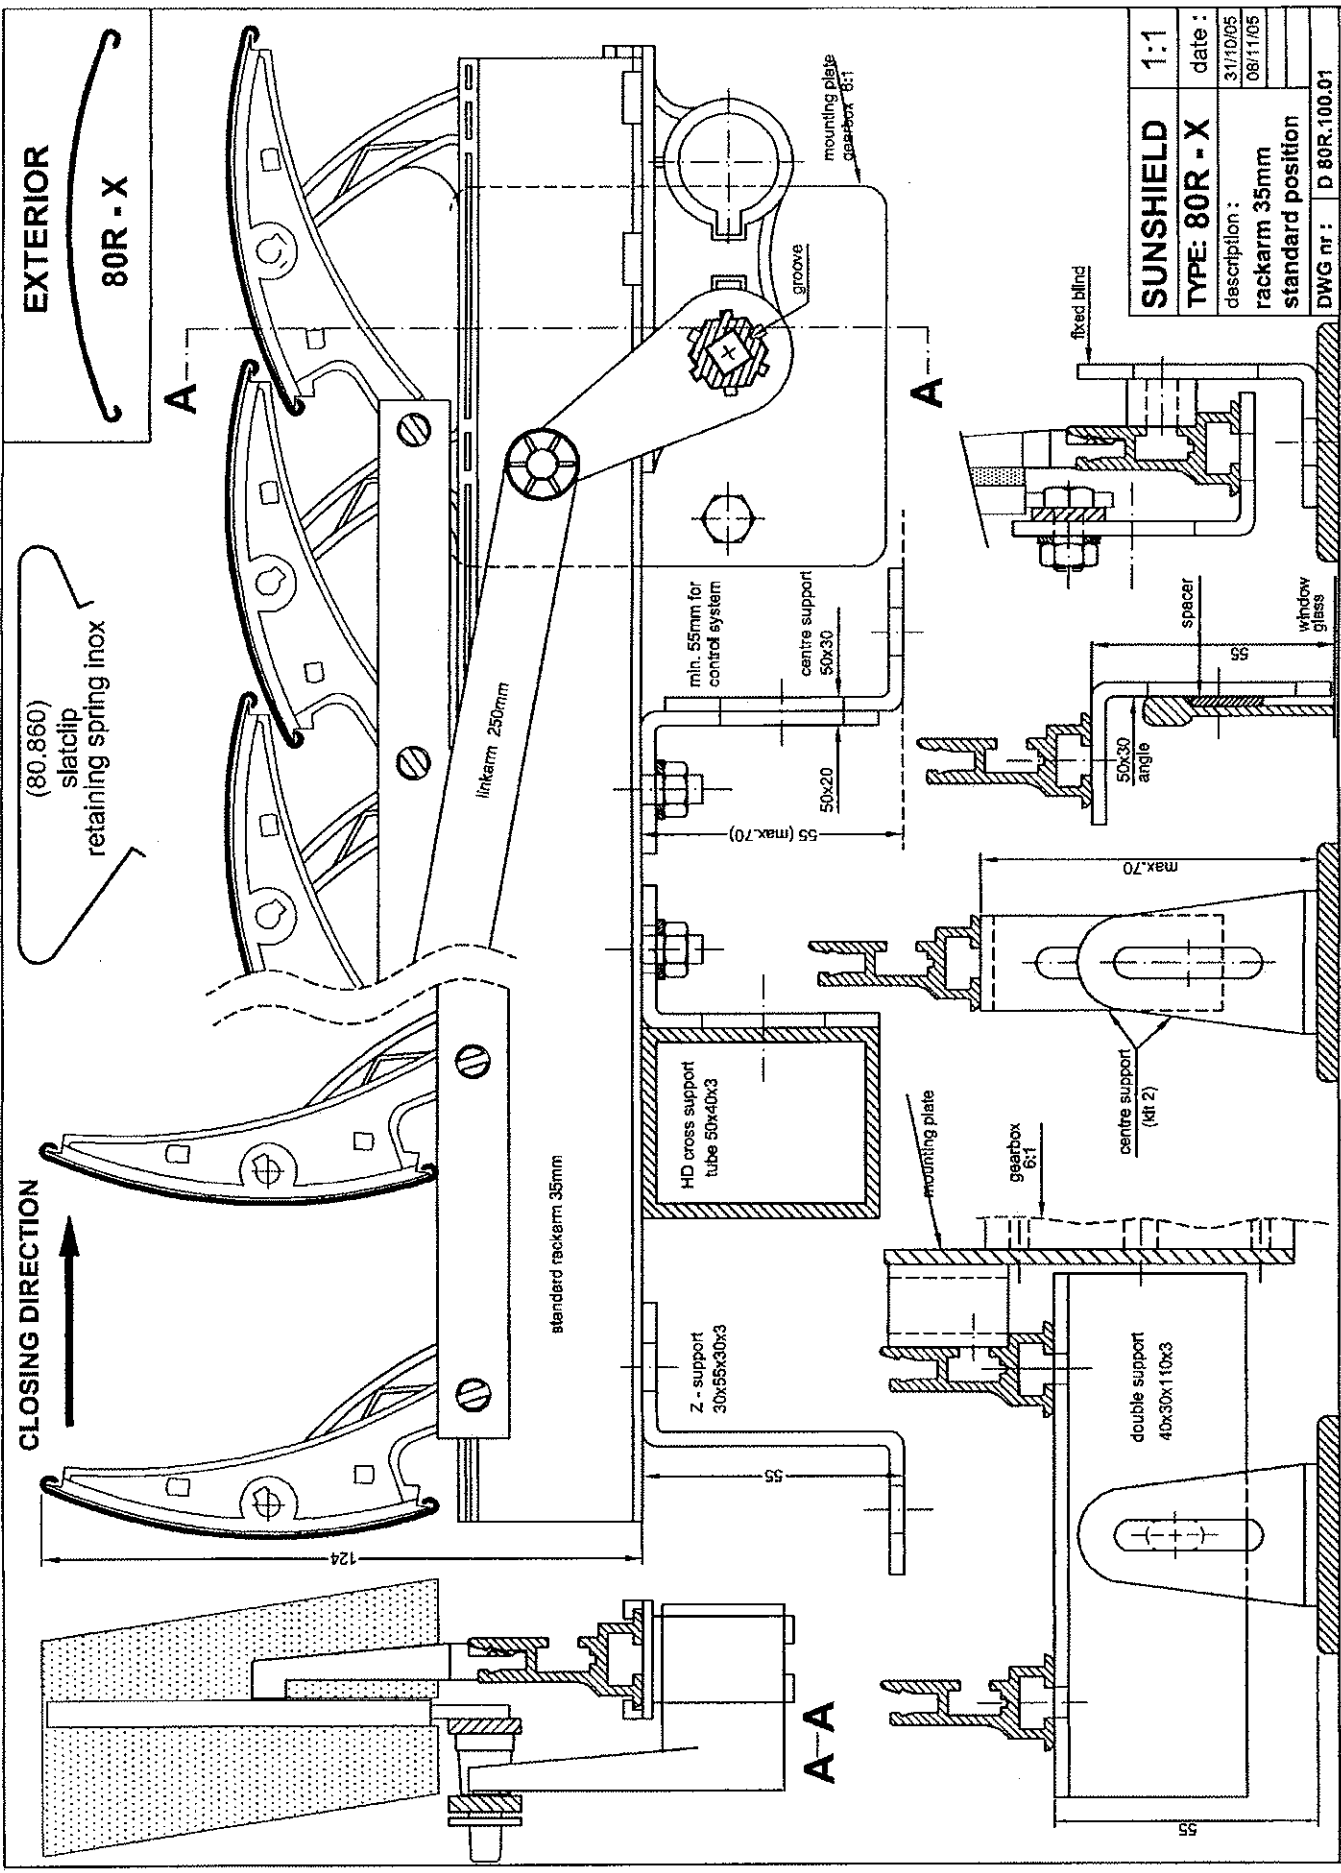 EXTERIOR
80R - X
(80.860)
slatclip
retaining spring inox
CLOSING DIRECTION
A
A
mounting plate
gearbox 6:1
groove
linkarm 250mm
standard rackarm 35mm
124
min. 55mm for
control system
centre support
50x30
50x20
55 (max.70)
HD cross support
tube 50x40x3
Z - support
30x55x30x3
55
A-A
fixed blind
spacer
window
glass
55
50x30
angle
max.70
centre support
(kit 2)
mounting plate
gearbox
6:1
double support
40x30x110x3
55
SUNSHIELD
1:1
TYPE: 80R - X
date :
description :
31/10/05
08/11/05
rackarm 35mm
standard position
DWG nr :
D 80R.100.01